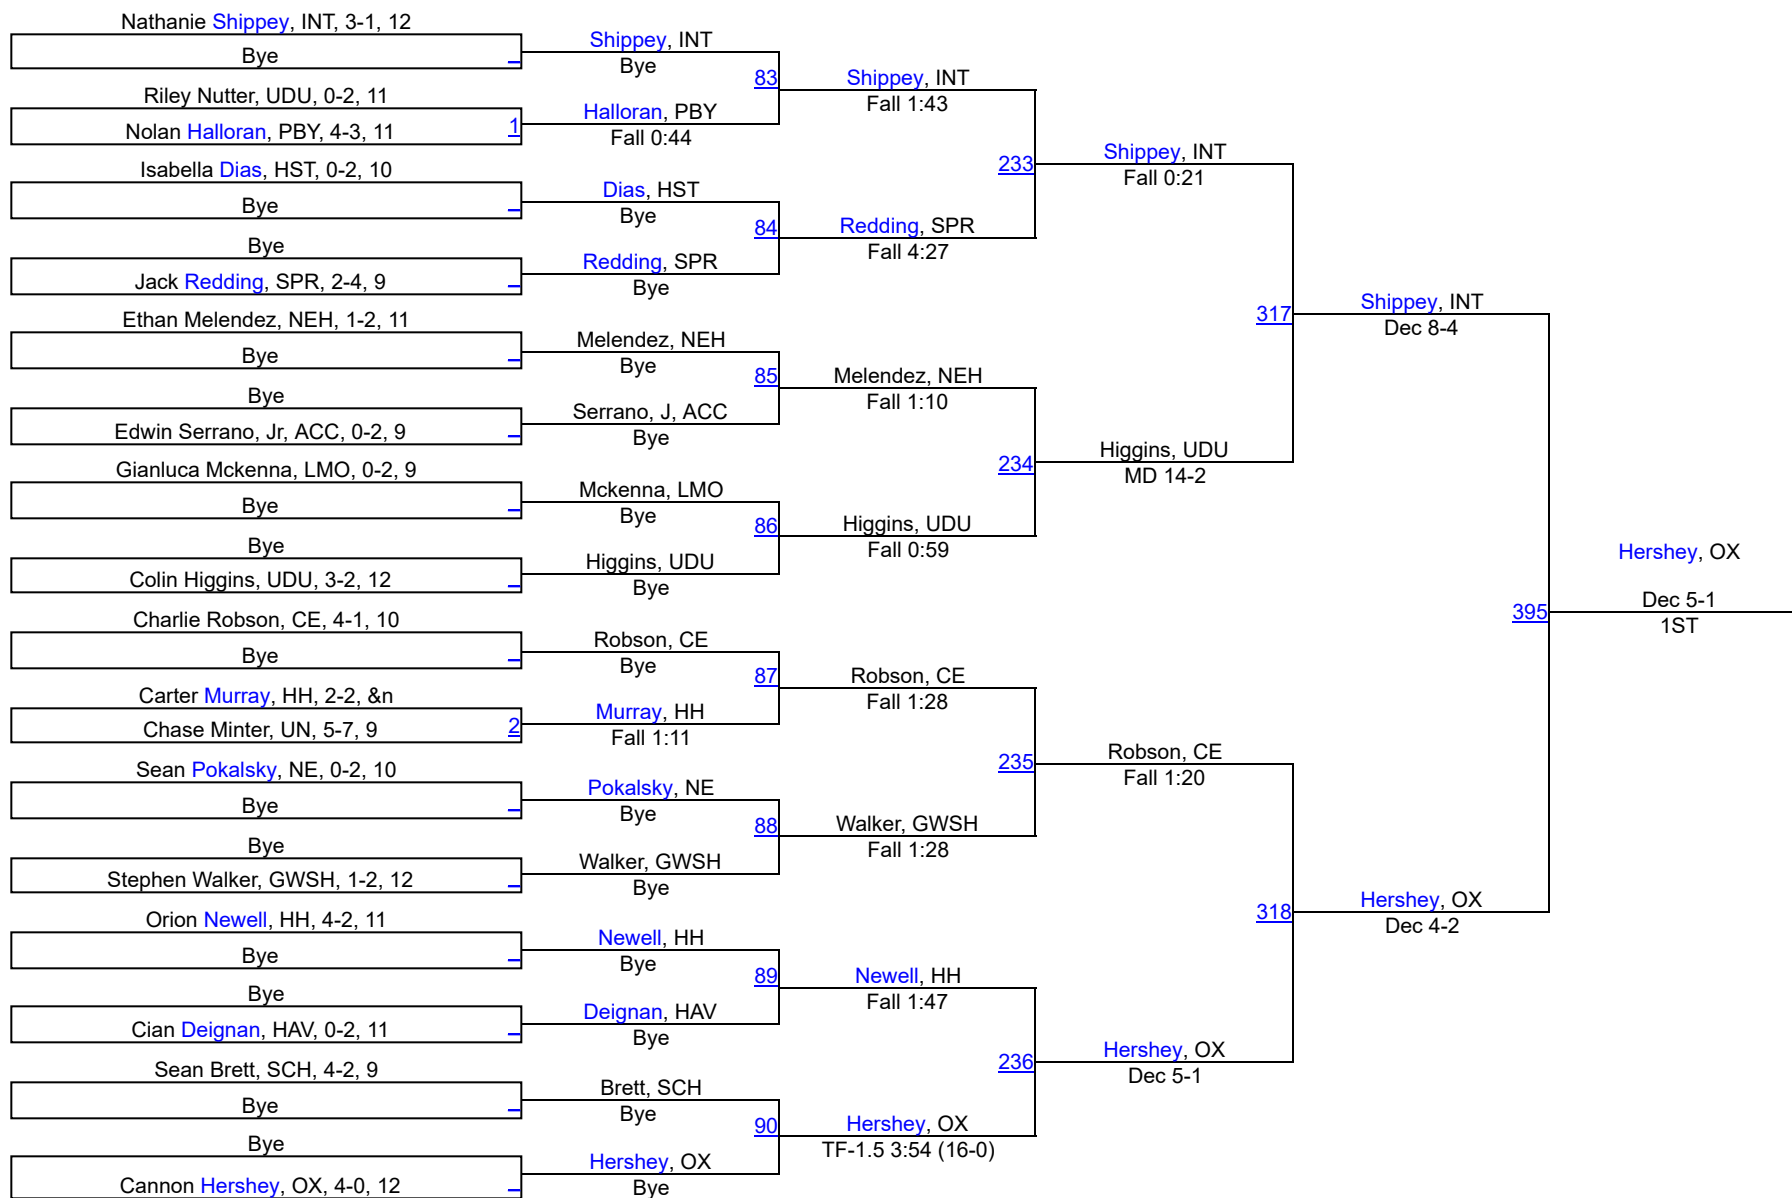 Nathanie Shippey, INT, 3-1, 12
Bye
Riley Nutter, UDU, 0-2, 11
Nolan Halloran, PBY, 4-3, 11
1
Isabella Dias, HST, 0-2, 10
Bye
Bye
Jack Redding, SPR, 2-4, 9
Ethan Melendez, NEH, 1-2, 11
Bye
Bye
Edwin Serrano, Jr, ACC, 0-2, 9
Gianluca Mckenna, LMO, 0-2, 9
Bye
Bye
Colin Higgins, UDU, 3-2, 12
Charlie Robson, CE, 4-1, 10
Bye
Carter Murray, HH, 2-2, &n
Chase Minter, UN, 5-7, 9
2
Sean Pokalsky, NE, 0-2, 10
Bye
Bye
Stephen Walker, GWSH, 1-2, 12
Orion Newell, HH, 4-2, 11
Bye
Bye
Cian Deignan, HAV, 0-2, 11
Sean Brett, SCH, 4-2, 9
Bye
Bye
Cannon Hershey, OX, 4-0, 12
Shippey, INT
Bye
83
Halloran, PBY
Fall 0:44
Dias, HST
Bye
84
Redding, SPR
Bye
Melendez, NEH
Bye
85
Serrano, J, ACC
Bye
Mckenna, LMO
Bye
86
Higgins, UDU
Bye
Robson, CE
Bye
87
Murray, HH
Fall 1:11
Pokalsky, NE
Bye
88
Walker, GWSH
Bye
Newell, HH
Bye
89
Deignan, HAV
Bye
Brett, SCH
Bye
90
Hershey, OX
Bye
Shippey, INT
Fall 1:43
233
Redding, SPR
Fall 4:27
Melendez, NEH
Fall 1:10
234
Higgins, UDU
Fall 0:59
Robson, CE
Fall 1:28
235
Walker, GWSH
Fall 1:28
Newell, HH
Fall 1:47
236
Hershey, OX
TF-1.5 3:54 (16-0)
Shippey, INT
Fall 0:21
317
Higgins, UDU
MD 14-2
Robson, CE
Fall 1:20
318
Hershey, OX
Dec 5-1
Shippey, INT
Dec 8-4
395
Hershey, OX
Dec 4-2
Hershey, OX
Dec 5-1
1ST